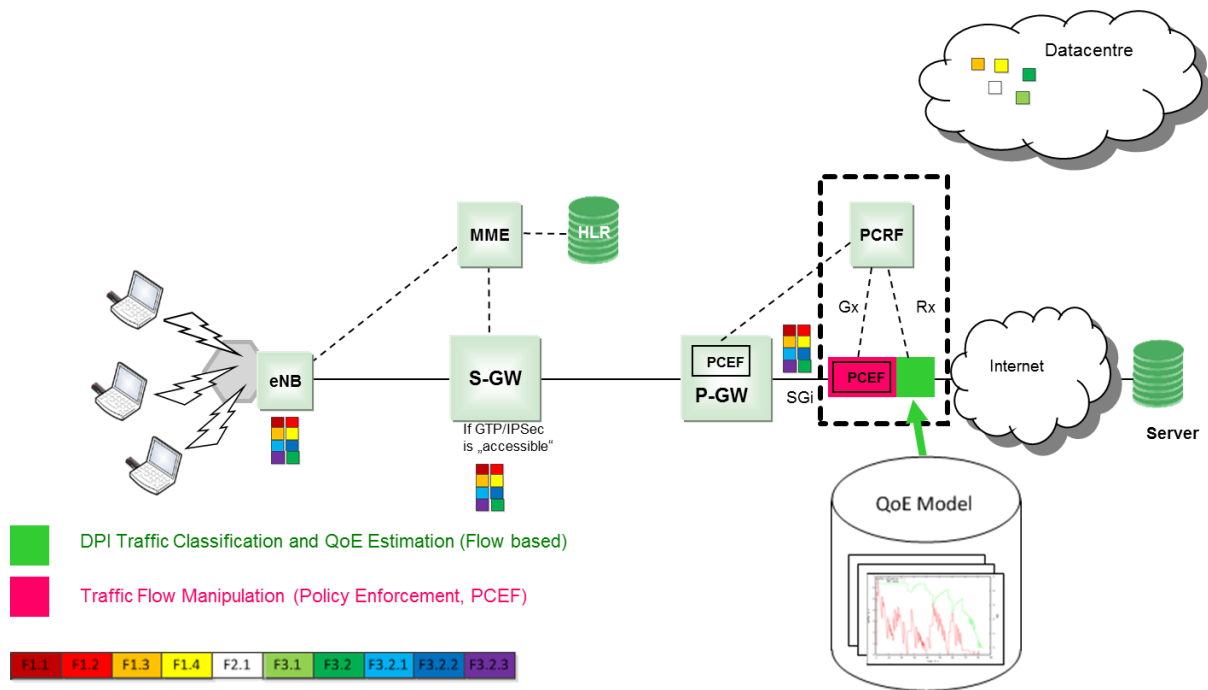 Datacentre
MME
HLR
PCRF
Gx
Rx
eNB
S-GW
PCEF
P-GW
SGi
PCEF
Internet
Server
If GTP/IPSec
is „accessible“
QoE Model
DPI Traffic Classification and QoE Estimation (Flow based)
Traffic Flow Manipulation (Policy Enforcement, PCEF)
F1.1 F1.2 F1.3 F1.4 F2.1 F3.1 F3.2 F3.2.1 F3.2.2 F3.2.3